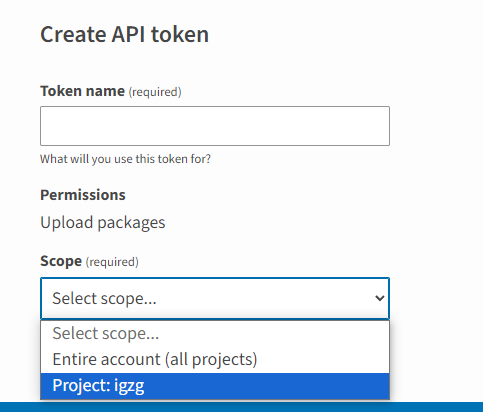 Create API token
Token name (required)
What will you use this token for?
Permissions
Upload packages
Scope (required)
Select scope...
Select scope...
Entire account (all projects)
Project: igzg